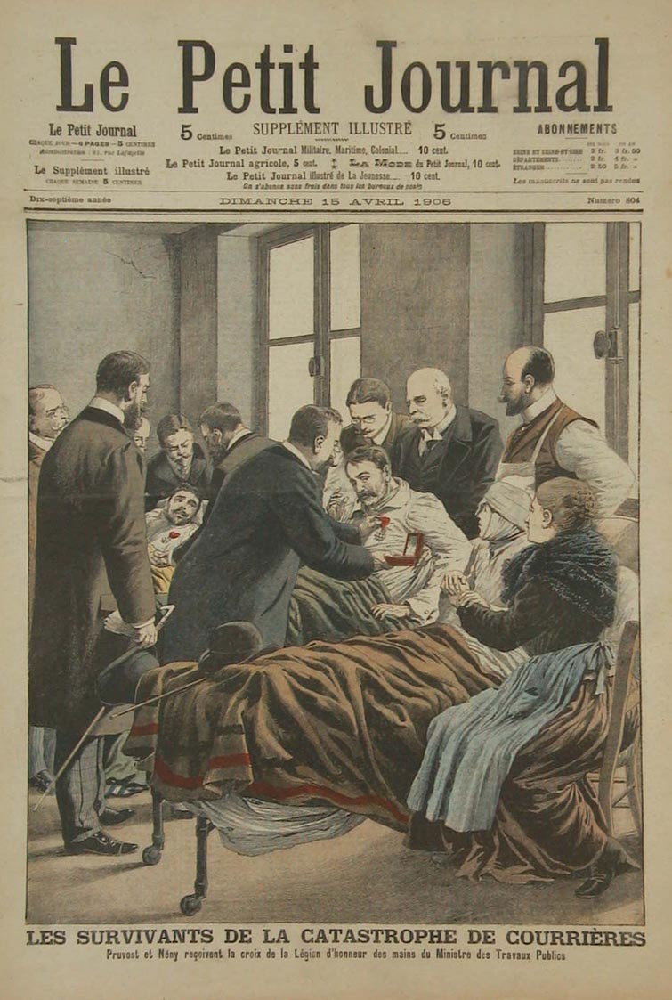 Le Petit Journal
Le Petit Journal
CHAQUE JOUR — 6 PAGES — 5 CENTIMES
Administration : 61, rue Lafayette
Le Supplément illustré
CHAQUE SEMAINE 5 CENTIMES
5 Centimes SUPPLÉMENT ILLUSTRÉ 5 Centimes
Le Petit Journal Militaire, Maritime, Colonial.... 10 cent.
Le Petit Journal agricole, 5 cent. LA MODE du Petit Journal, 10 cent.
Le Petit Journal illustré de La Jeunesse.... 10 cent.
On s'abonne sans frais dans tous les bureaux de poste
ABONNEMENTS
SIX MOIS UN AN
SEINE ET SEINE-ET-OISE 2 fr. 3 fr. 50
DÉPARTEMENTS........ 2 fr. 4 fr. »
ÉTRANGER........ 2 50 5 fr. »
Les manuscrits ne sont pas rendus
Dix-septième année
DIMANCHE 15 AVRIL 1906
Numéro 804
LES SURVIVANTS DE LA CATASTROPHE DE COURRIÈRES
Pruvost et Nény reçoivent la croix de la Légion d'honneur des mains du Ministre des Travaux Publics